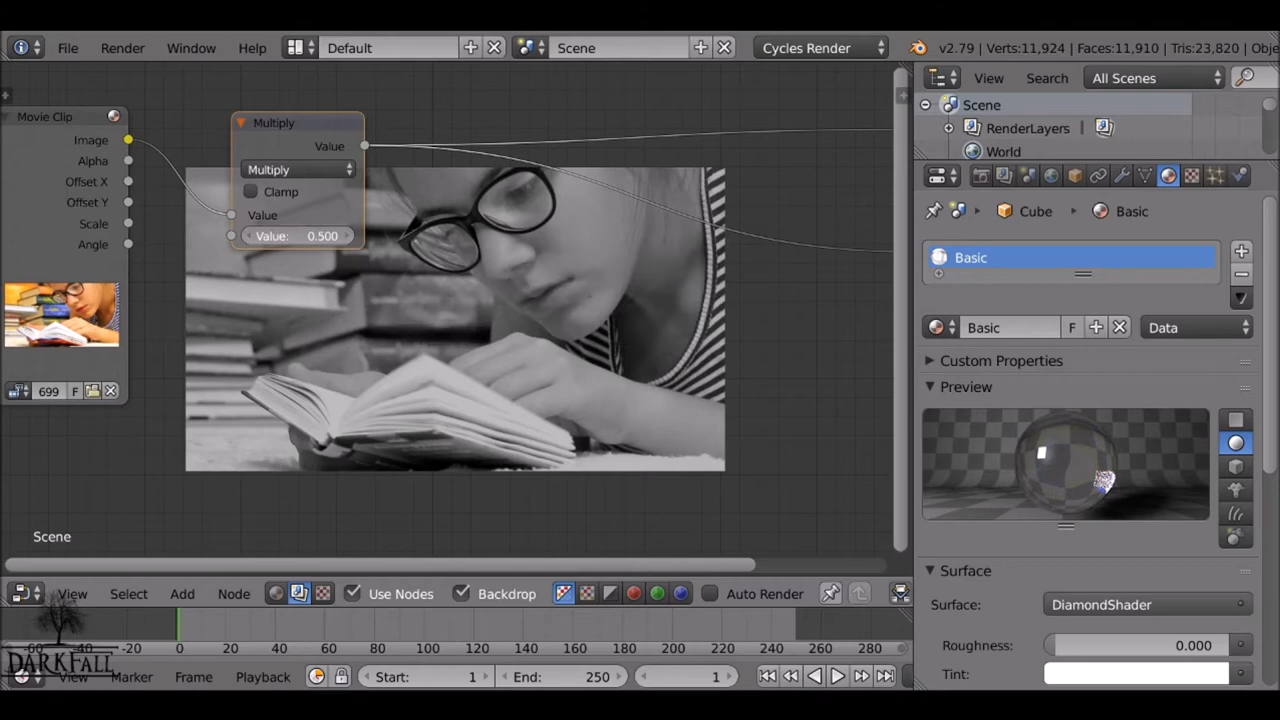 File Render Window Help Default Scene Cycles Render v2.79 | Verts:11,924 | Faces:11,910 | Tris:23,820 | Obje
View Search All Scenes
Scene
RenderLayers |
World
Movie Clip
Image
Alpha
Offset X
Offset Y
Scale
Angle
699 F
Multiply
Value
Multiply
Clamp
Value
Value: 0.500
Scene
Cube Basic
Basic
Basic F Data
Custom Properties
Preview
Surface
Surface: DiamondShader
Roughness: 0.000
Tint:
View Select Add Node Use Nodes Backdrop Auto Render
-60 -40 -20 0 20 40 60 80 100 120 140 160 180 200 220 240 260 280
DARKFALL
View Marker Frame Playback Start: 1 End: 250 1